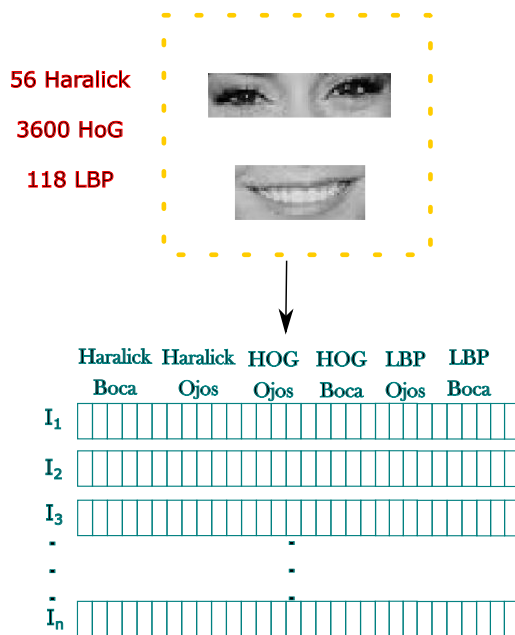 56 Haralick
3600 HoG
118 LBP
Haralick Haralick HOG HOG LBP LBP
Boca Ojos Ojos Boca Ojos Boca
I₁
I₂
I₃
Iₙ